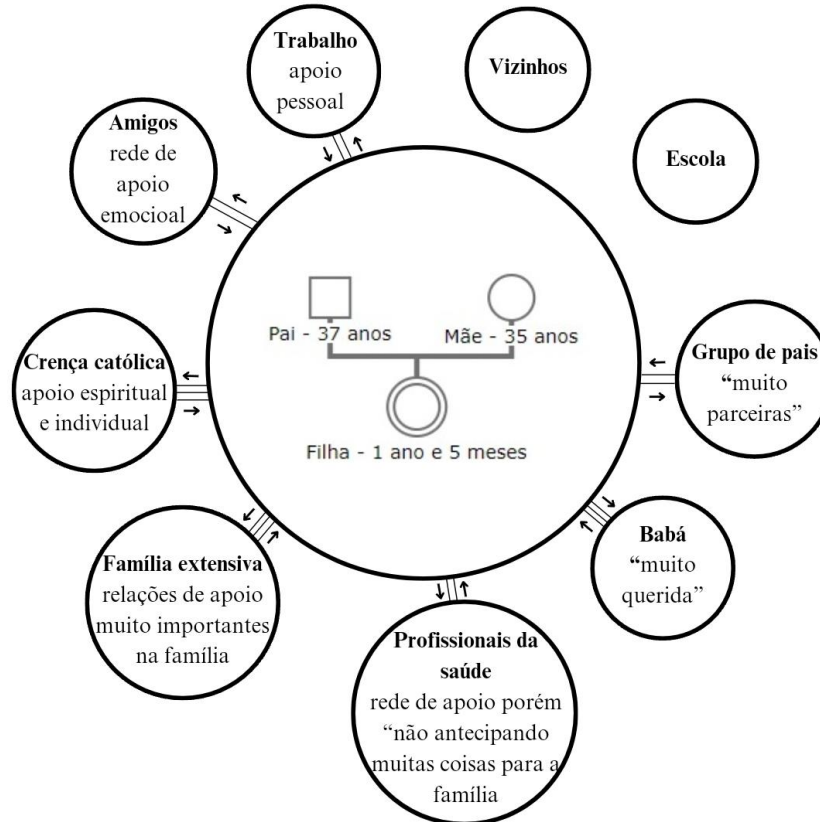 Trabalho
apoio
pessoal
Vizinhos
Amigos
rede de
apoio
emocioal
Escola
Pai - 37 anos
Mãe - 35 anos
Filha - 1 ano e 5 meses
Crença católica
apoio espiritual
e individual
Grupo de pais
“muito
parceiras”
Família extensiva
relações de apoio
muito importantes
na família
Babá
“muito
querida”
Profissionais da
saúde
rede de apoio porém
“não antecipando
muitas coisas para a
família